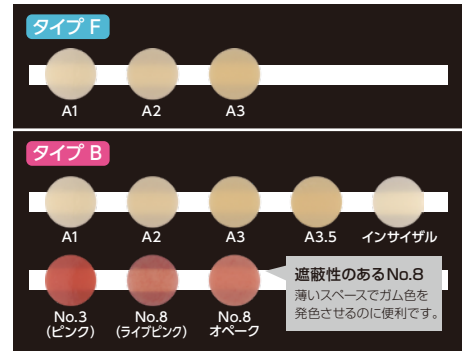 タイプ F
A1 A2 A3
タイプ B
A1 A2 A3 A3.5 インサイザル
No.3 No.8 No.8
(ピンク) (ライブピンク) オペーク
遮蔽性のあるNo.8
薄いスペースでガム色を
発色させるのに便利です。